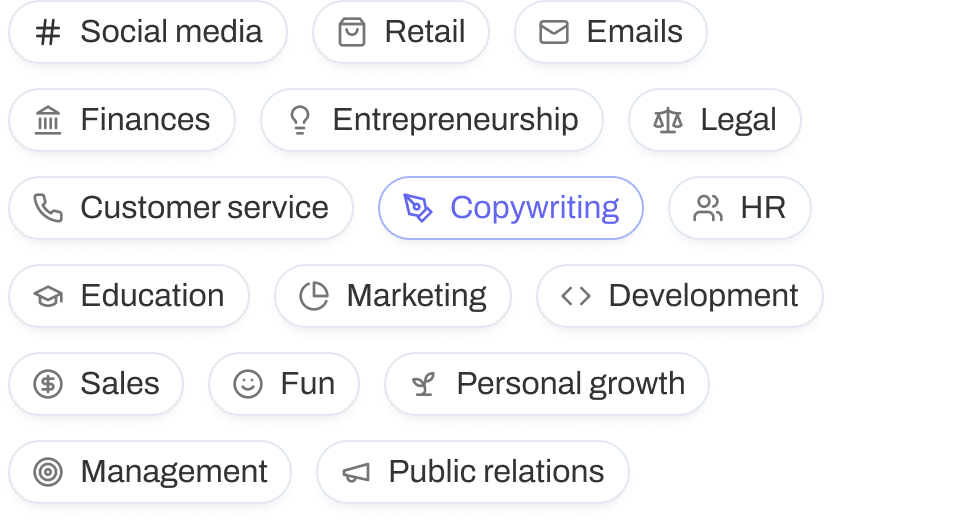 Social media Retail Emails
Finances Entrepreneurship Legal
Customer service Copywriting HR
Education Marketing Development
Sales Fun Personal growth
Management Public relations